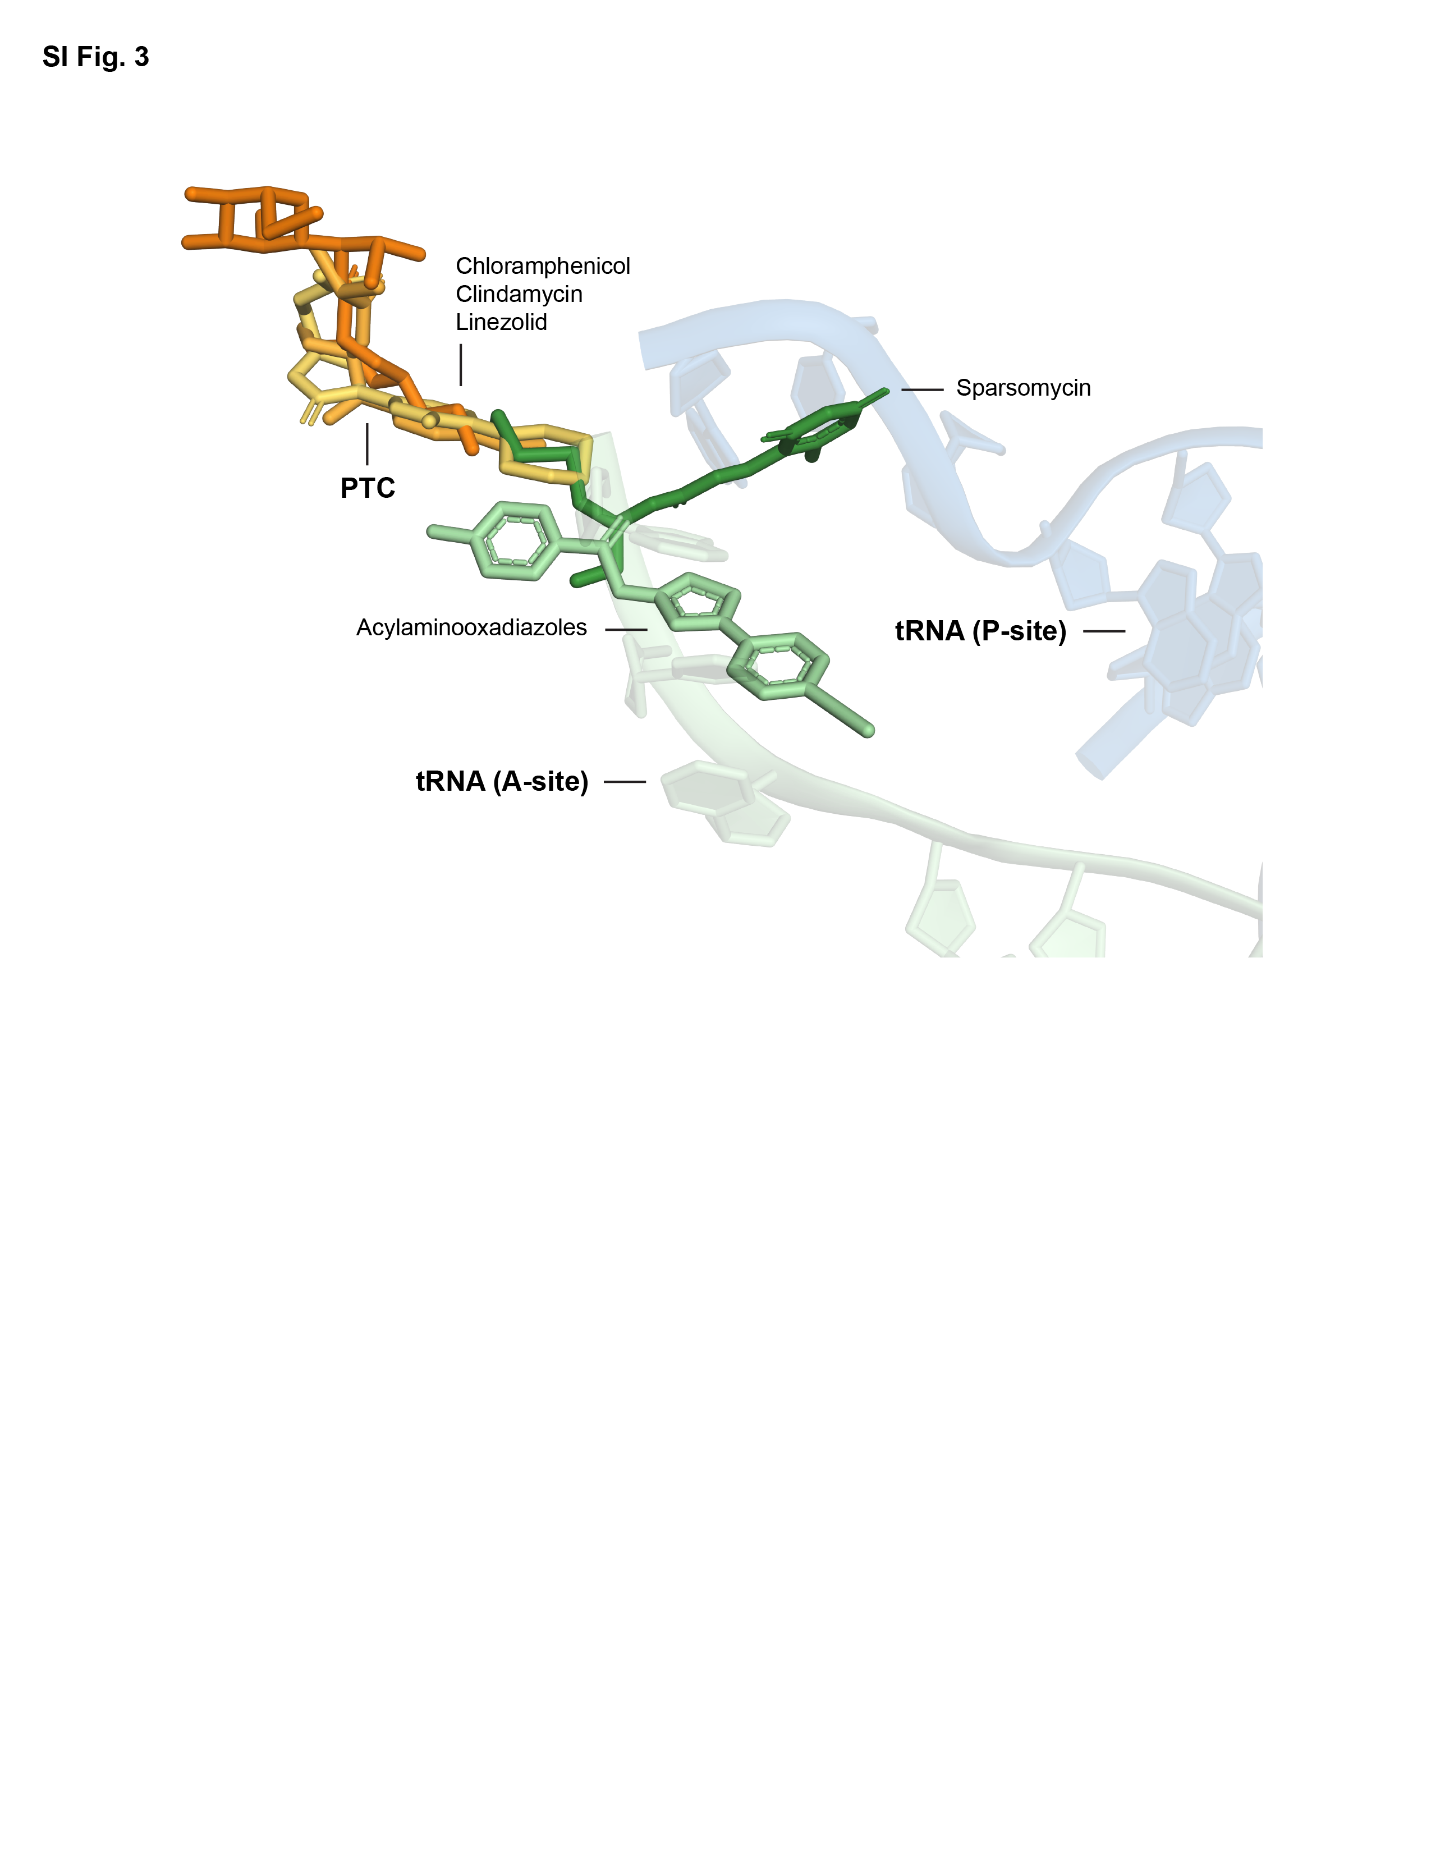 SI Fig. 3
Chloramphenicol
Clindamycin
Linezolid
Sparsomycin
PTC
Acylaminooxadiazoles
tRNA (P-site)
tRNA (A-site)